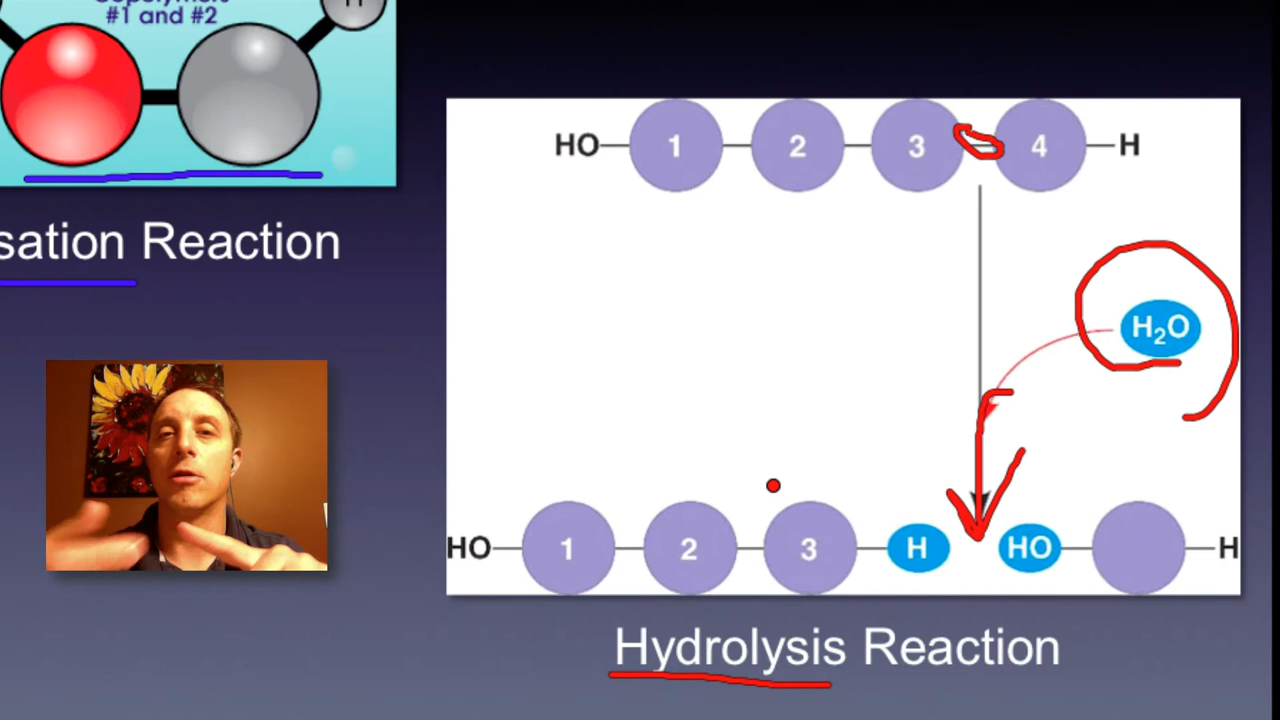 #1 and #2
HO 1 2 3 4 H
sation Reaction
H₂O
HO 1 2 3 H HO H
Hydrolysis Reaction